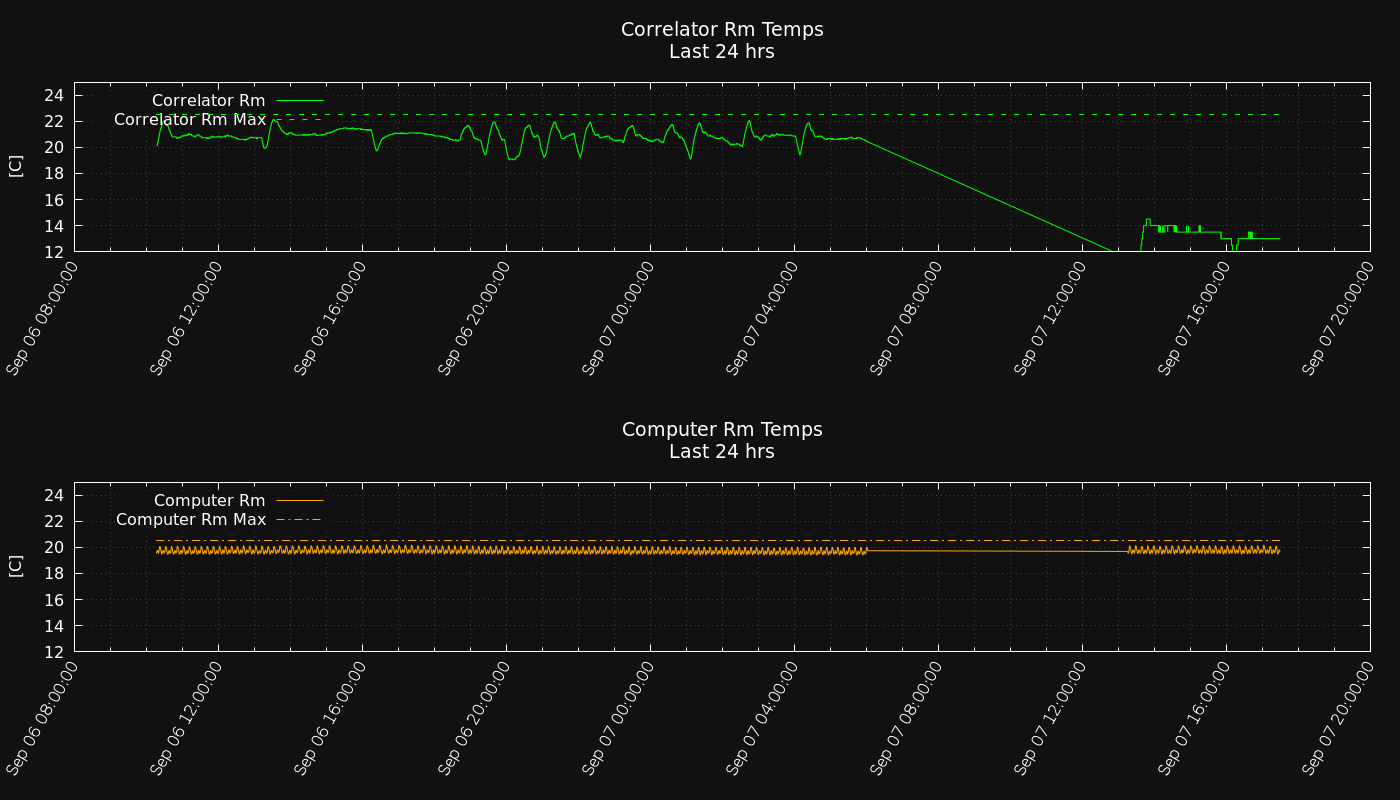 Correlator Rm Temps
Last 24 hrs
24
22
20
18
16
14
12
[C]
Correlator Rm
Correlator Rm Max
Sep 06 08:00:00
Sep 06 12:00:00
Sep 06 16:00:00
Sep 06 20:00:00
Sep 07 00:00:00
Sep 07 04:00:00
Sep 07 08:00:00
Sep 07 12:00:00
Sep 07 16:00:00
Sep 07 20:00:00
Computer Rm Temps
Last 24 hrs
24
22
20
18
16
14
12
[C]
Computer Rm
Computer Rm Max
Sep 06 08:00:00
Sep 06 12:00:00
Sep 06 16:00:00
Sep 06 20:00:00
Sep 07 00:00:00
Sep 07 04:00:00
Sep 07 08:00:00
Sep 07 12:00:00
Sep 07 16:00:00
Sep 07 20:00:00